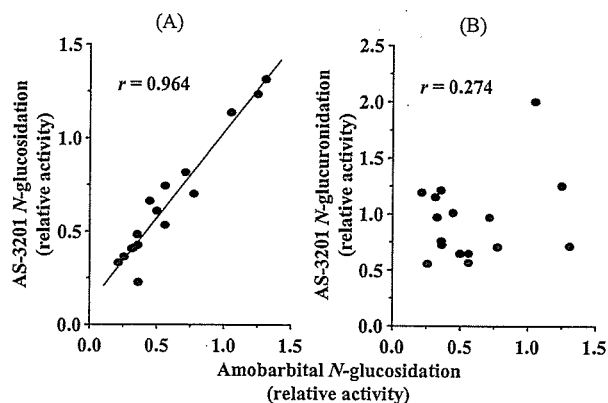 (A)
(B)
AS-3201 N-glucosidation
(relative activity)
1.5
1.0
0.5
0.0
r = 0.964
0.0 0.5 1.0 1.5
AS-3201 N-glucuronidation
(relative activity)
2.5
2.0
1.5
1.25
0.5
0.0
r = 0.274
0.0 0.5 1.0 1.5
Amobarbital N-glucosidation
(relative activity)